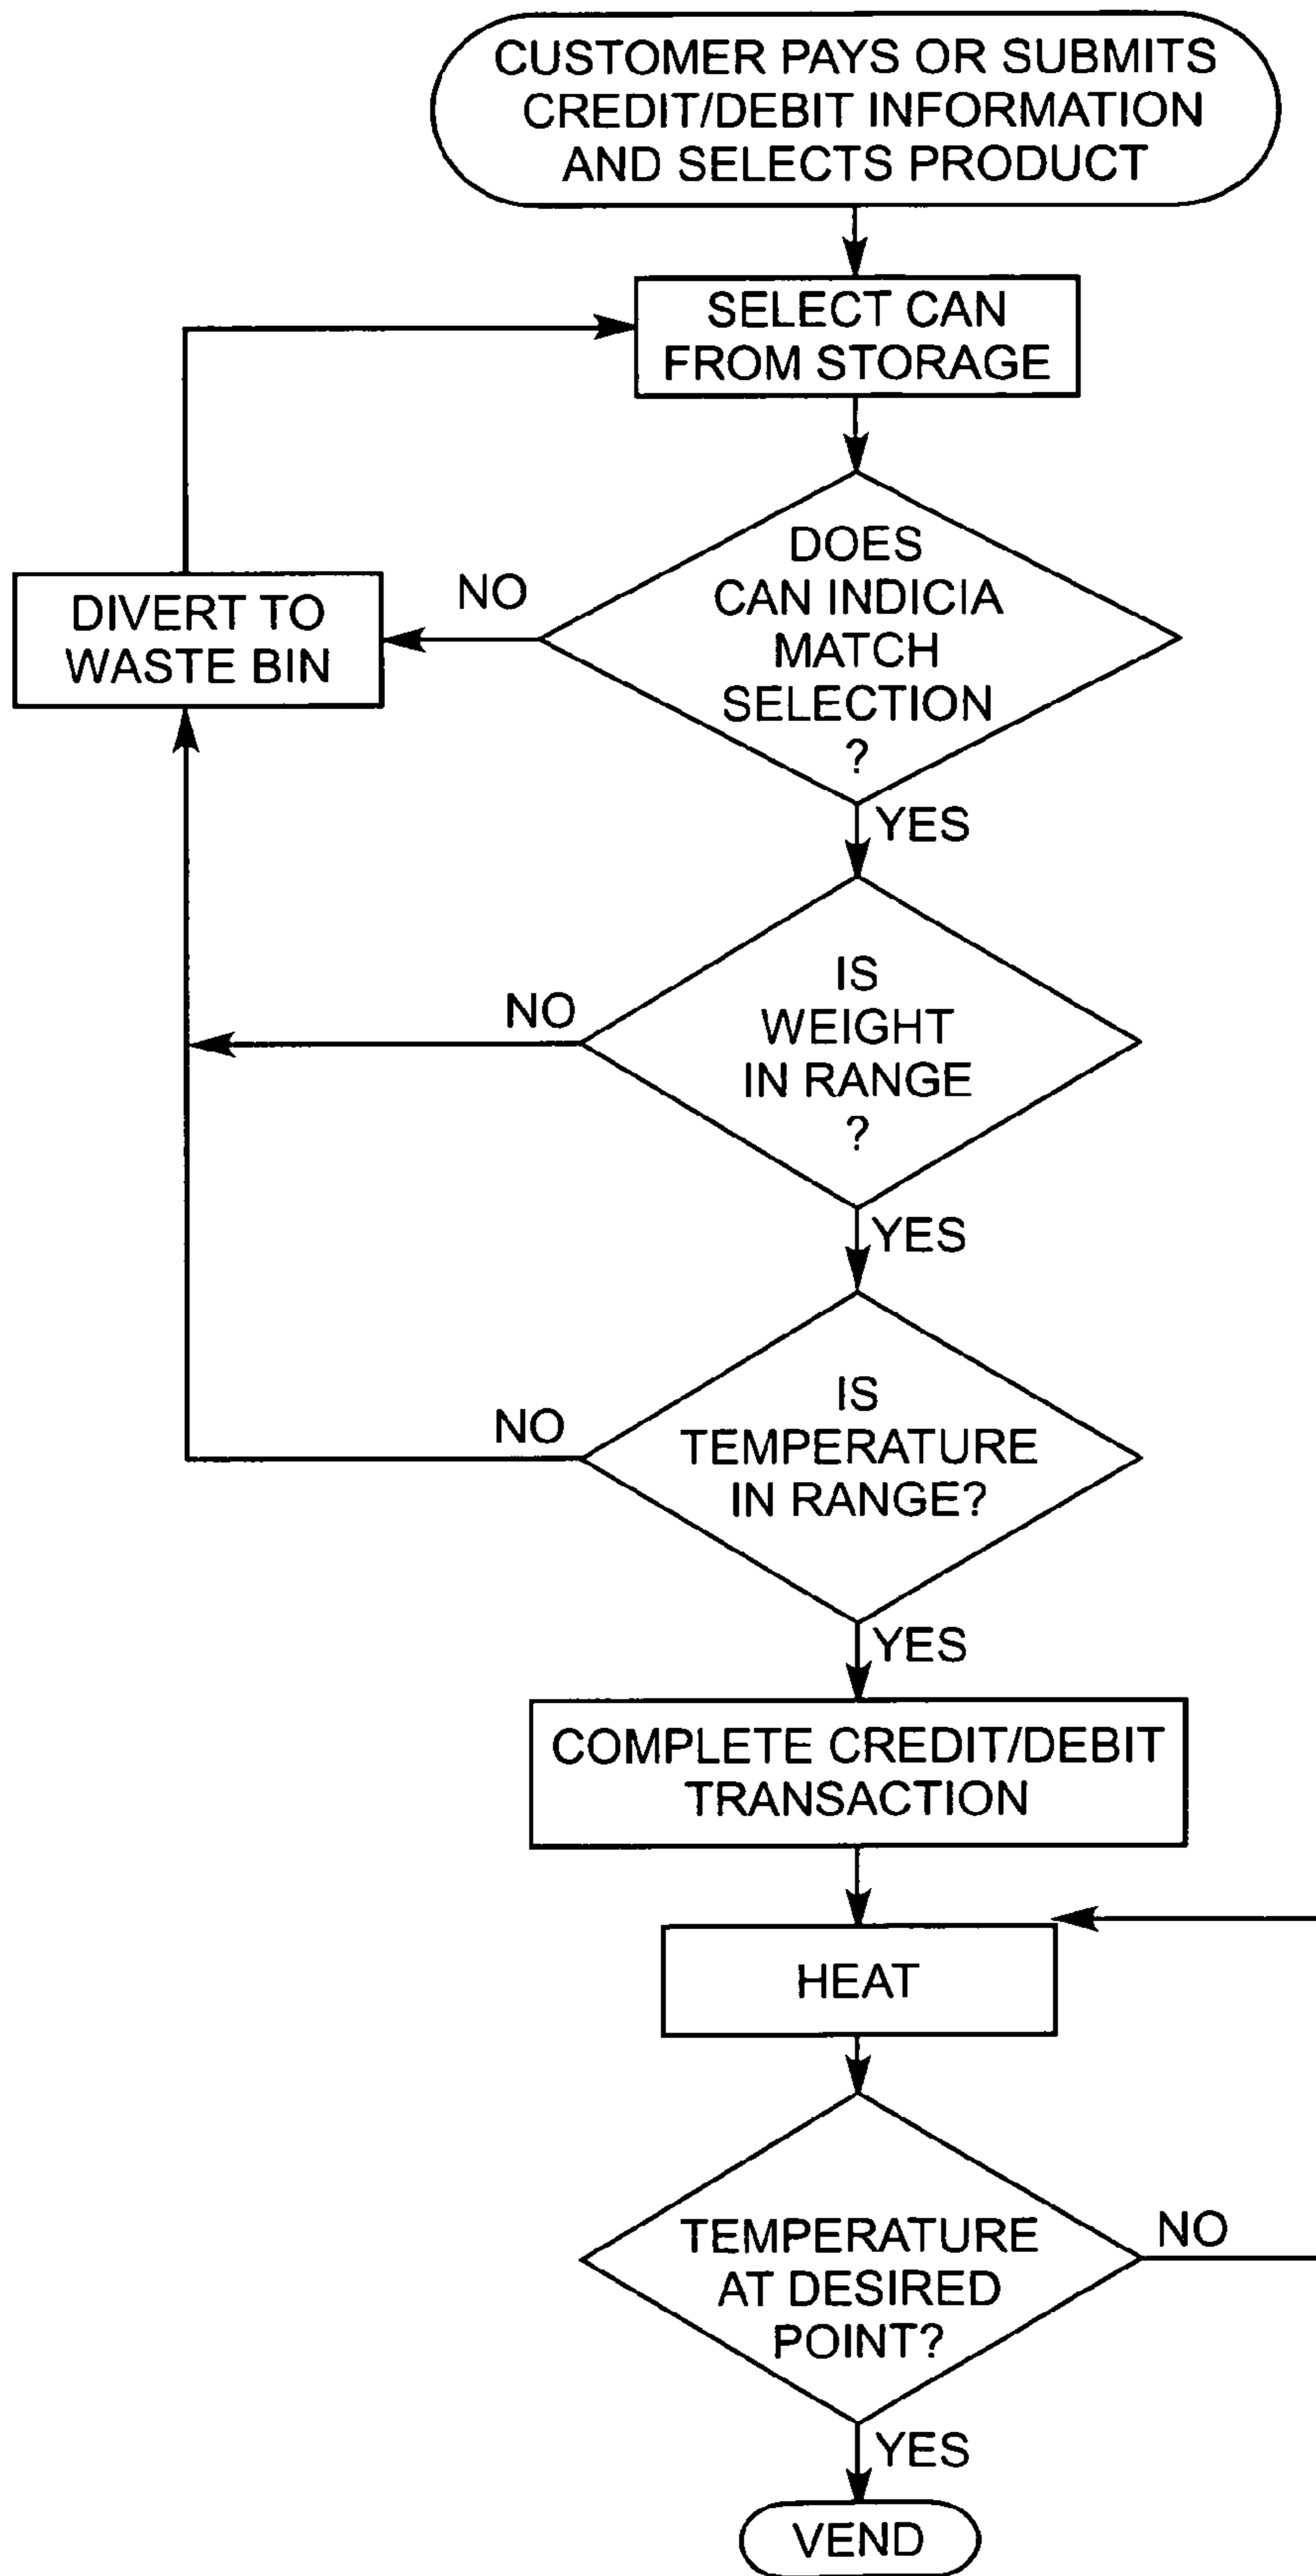 CUSTOMER PAYS OR SUBMITS
CREDIT/DEBIT INFORMATION
AND SELECTS PRODUCT
SELECT CAN
FROM STORAGE
DOES
CAN INDICIA
MATCH
SELECTION
?
NO
DIVERT TO
WASTE BIN
YES
IS
WEIGHT
IN RANGE
?
NO
YES
IS
TEMPERATURE
IN RANGE?
NO
YES
COMPLETE CREDIT/DEBIT
TRANSACTION
HEAT
TEMPERATURE
AT DESIRED
POINT?
NO
YES
VEND